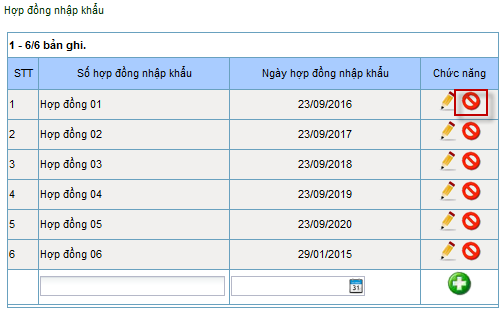 Hợp đồng nhập khẩu
1 - 6/6 bản ghi.
STT Số hợp đồng nhập khẩu Ngày hợp đồng nhập khẩu Chức năng
1 Hợp đồng 01 23/09/2016
2 Hợp đồng 02 23/09/2017
3 Hợp đồng 03 23/09/2018
4 Hợp đồng 04 23/09/2019
5 Hợp đồng 05 23/09/2020
6 Hợp đồng 06 29/01/2015
31